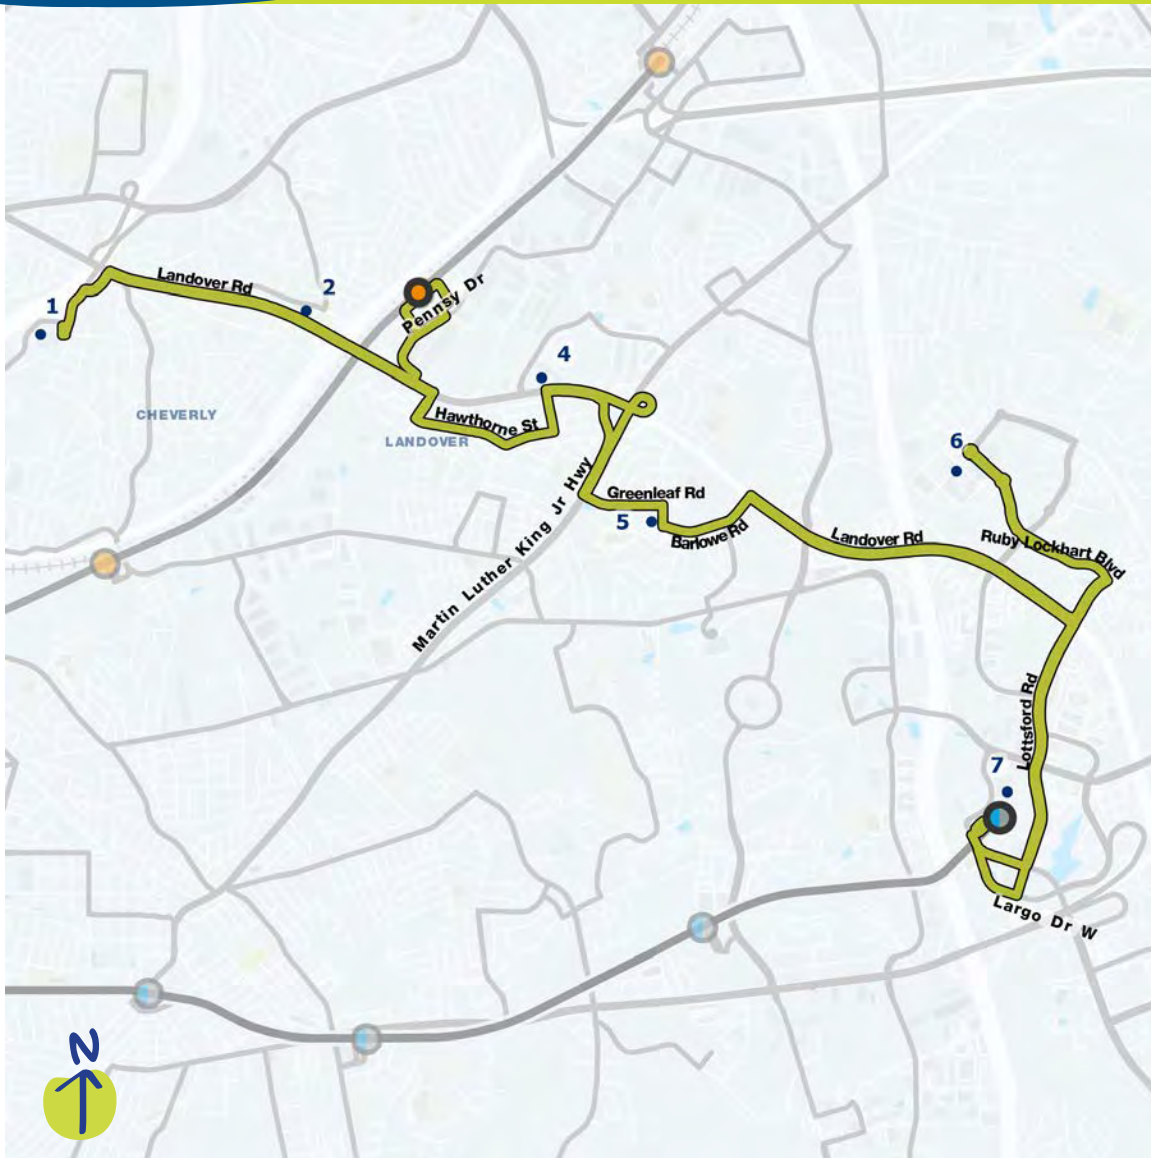 Landover Rd
1
2
Pennsy Dr
4
CHEVERLY
LANDOVER
Hawthorne St
Martin Luther King Jr Hwy
Greenleaf Rd
5
Barlowe Rd
Landover Rd
6
Ruby Lockhart Blvd
Lottsford Rd
7
Largo Dr W
N